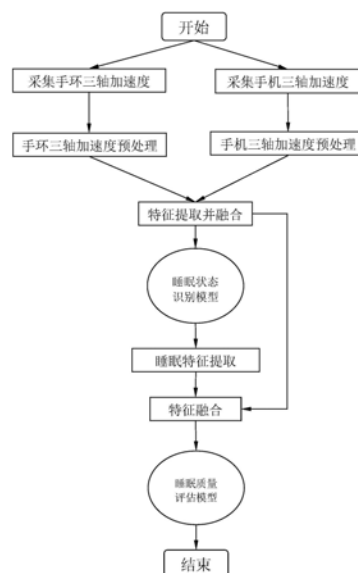 开始
采集手环三轴加速度
采集手机三轴加速度
手环三轴加速度预处理
手机三轴加速度预处理
特征提取并融合
睡眠状态
识别模型
睡眠特征提取
特征融合
睡眠质量
评估模型
结束